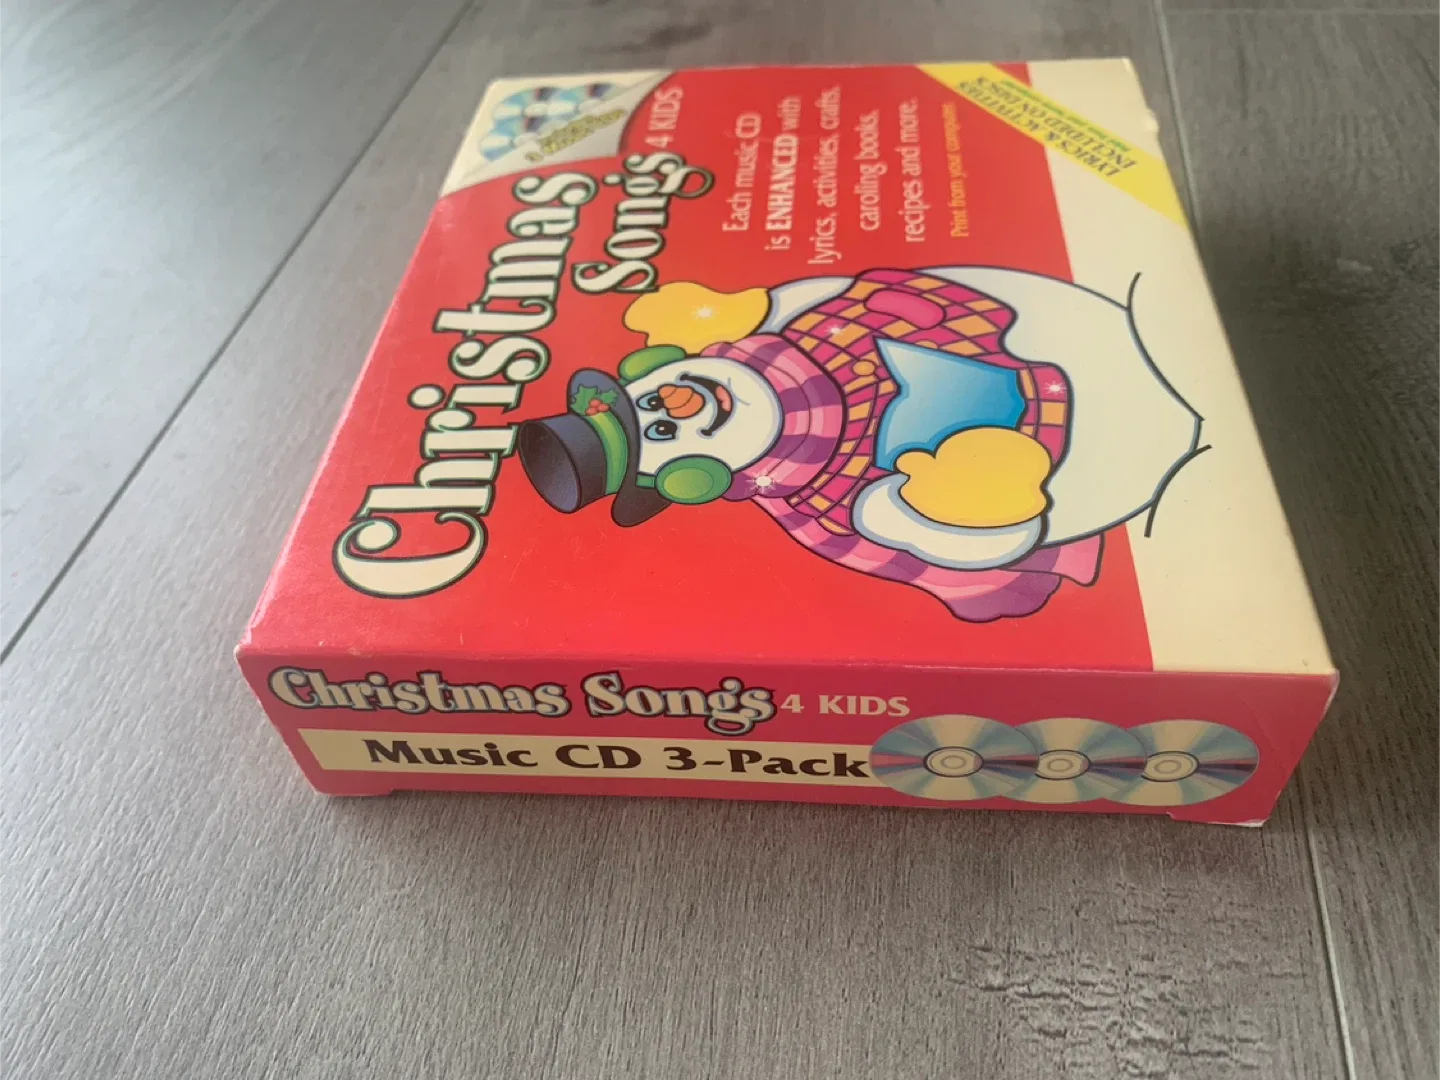 Christmas
Songs 4 KIDS
Each music CD
is ENHANCED with
lyrics, activities, crafts,
caroling books,
recipes and more.
Print from your computer.
LYRICS & ACTIVITIES
INCLUDED ON DISCS
Christmas Songs 4 KIDS
Music CD 3-Pack